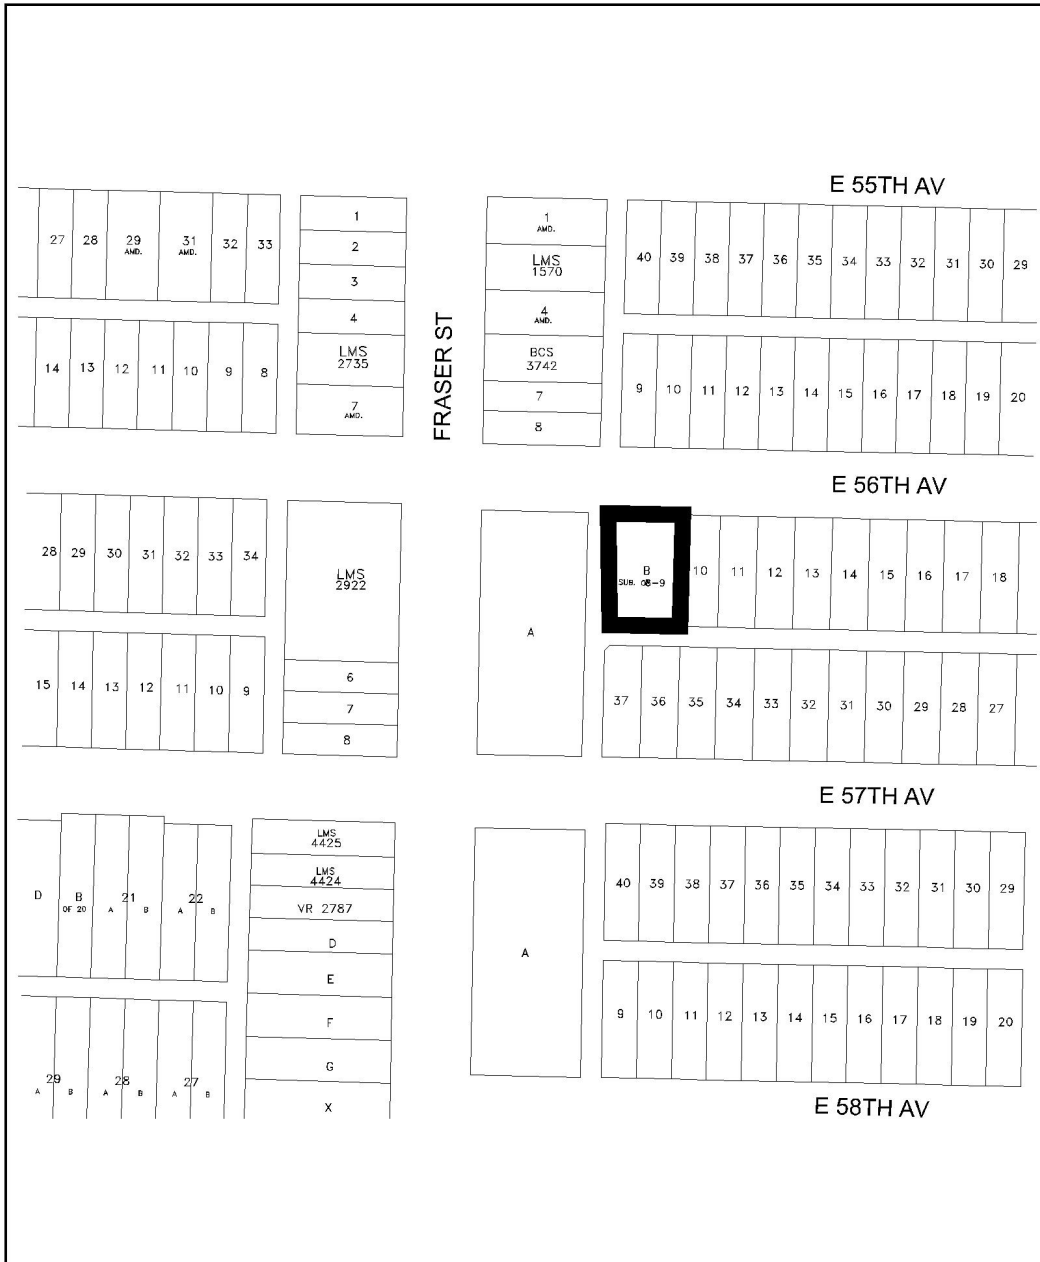 E 55TH AV
27 28 29 31 32 33
AMD. AMD.
1
2
3
4
LMS
2735
7
AMD.
FRASER ST
1
AMD.
LMS
1570
4
AMD.
BCS
3742
7
8
40 39 38 37 36 35 34 33 32 31 30 29
14 13 12 11 10 9 8
9 10 11 12 13 14 15 16 17 18 19 20
E 56TH AV
28 29 30 31 32 33 34
LMS
2922
6
7
8
A
B
10 11 12 13 14 15 16 17 18
15 14 13 12 11 10 9
37 36 35 34 33 32 31 30 29 28 27
E 57TH AV
D B 21 22
OF 20 A B A B
LMS
4425
LMS
4424
VR 2787
D
E
F
G
X
A
40 39 38 37 36 35 34 33 32 31 30 29
9 10 11 12 13 14 15 16 17 18 19 20
29 28 27
A B A B A B
E 58TH AV